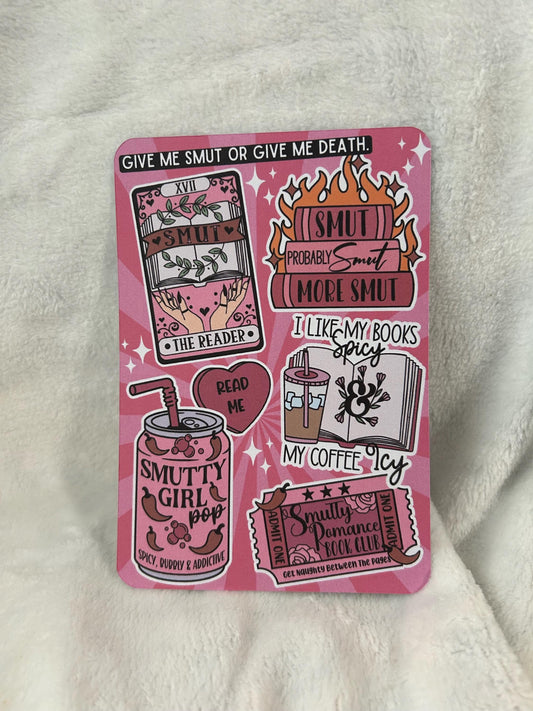 GIVE ME SMUT OR GIVE ME DEATH.
XVII
SMUT
THE READER
SMUT
PROBABLY Smut
MORE SMUT
READ
ME
I LIKE MY BOOKS
Spicy
&
MY COFFEE Icy
SMUTTY
GIRL
pop
SPICY, BUBBLY & ADDICTIVE
ADMIT ONE
Smutty
Romance
BOOK CLUB
ADMIT ONE
Get Naughty Between The Pages